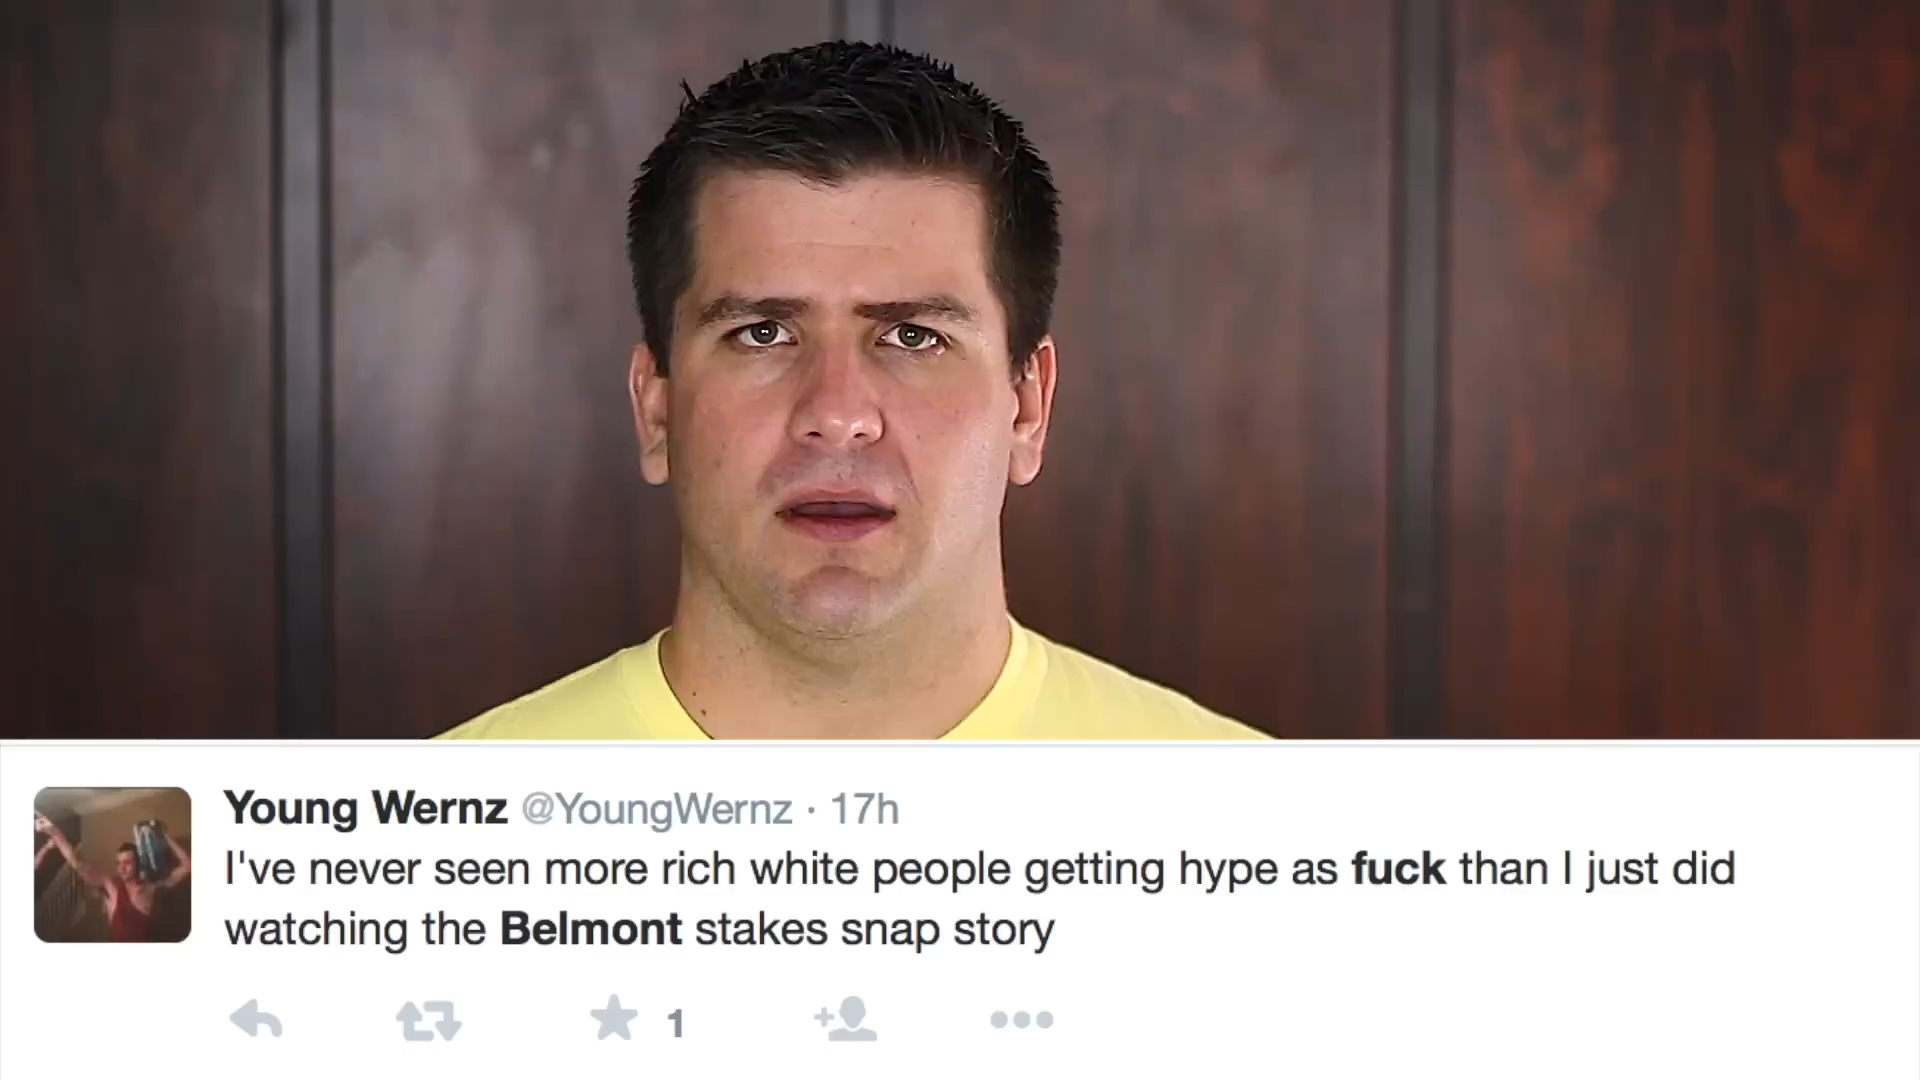 Young Wernz @YoungWernz · 17h
I've never seen more rich white people getting hype as fuck than I just did
watching the Belmont stakes snap story
1